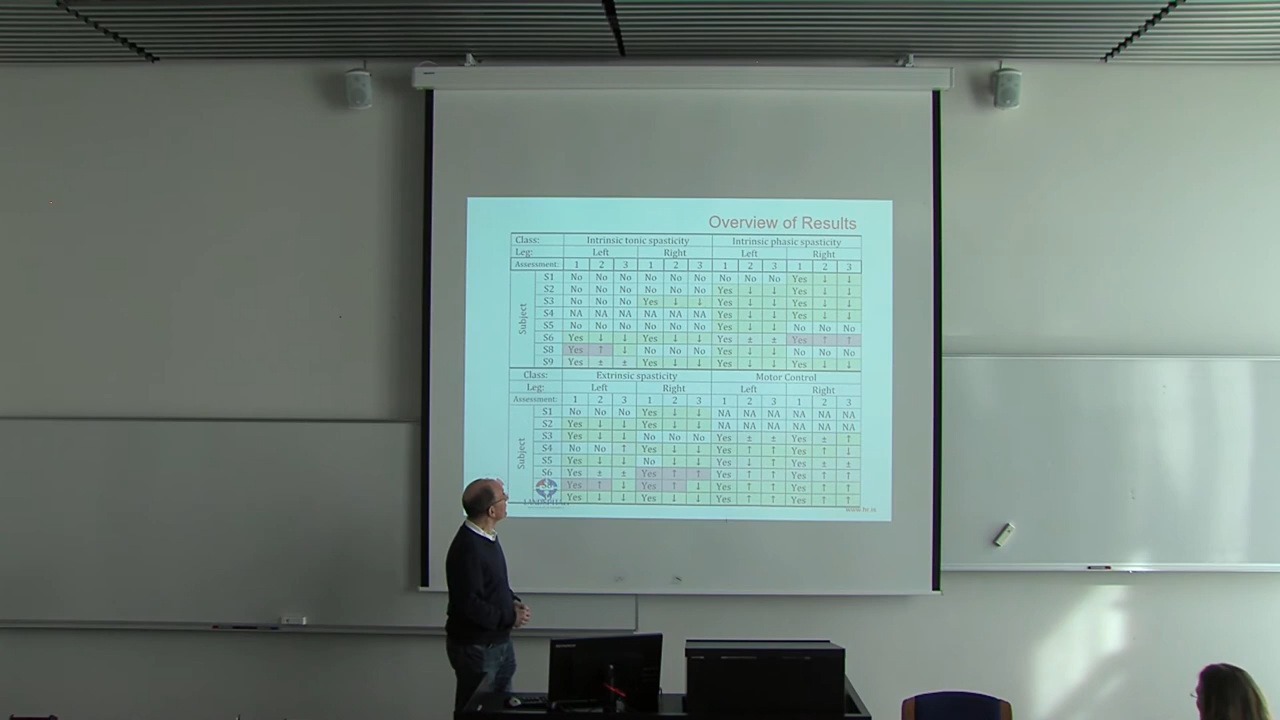 Overview of Results
Class: Intrinsic tonic spasticity Intrinsic phasic spasticity
Leg: Left Right Left Right
Assessment: 1 2 3 1 2 3 1 2 3 1 2 3
Subject
S1 No No No No No No No No No Yes ↓ ↓
S2 No No No No No No Yes ↓ ↓ Yes ↓ ↓
S3 No No No Yes ↓ ↓ Yes ↓ ↓ Yes ↓ ↓
S4 NA NA NA NA NA NA Yes ↓ ↓ Yes ↓ ↓
S5 No No No No No No Yes ↓ ↓ No No No
S6 Yes ↓ ↓ Yes ↓ ↓ Yes ± ± Yes ↑ ↑
S8 Yes ↑ ↓ No No No Yes ↓ ↓ No No No
S9 Yes ± ± Yes ↓ ↓ Yes ↓ ↓ Yes ↓ ↓
Class: Extrinsic spasticity Motor Control
Leg: Left Right Left Right
Assessment: 1 2 3 1 2 3 1 2 3 1 2 3
Subject
S1 No No No Yes ↓ ↓ NA NA NA NA NA NA
S2 Yes ↓ ↓ Yes ↓ ↓ NA NA NA NA NA NA
S3 Yes ↓ ↓ No No No Yes ± ± Yes ± ↑
S4 No No ↑ Yes ↓ ↓ Yes ↑ ↑ Yes ↑ ↓
S5 Yes ↓ ↓ No ↓ ↓ Yes ↓ ↑ Yes ± ±
S6 Yes ± ± Yes ↑ ↑ Yes ↑ ↑ Yes ↑ ↑
Yes ↑ ↓ Yes ↑ ↓ Yes ↑ ↑ Yes ↑ ↑
Yes ↓ ↓ Yes ↓ ↓ Yes ↑ ↑ Yes ↑ ↑
LANDSPÍTALI
www.hr.is